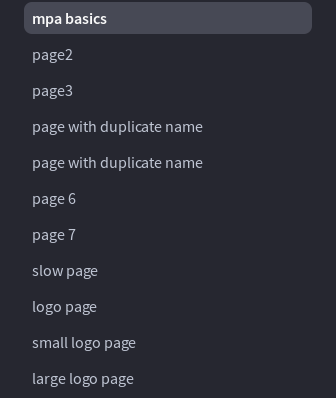 mpa basics
page2
page3
page with duplicate name
page with duplicate name
page 6
page 7
slow page
logo page
small logo page
large logo page